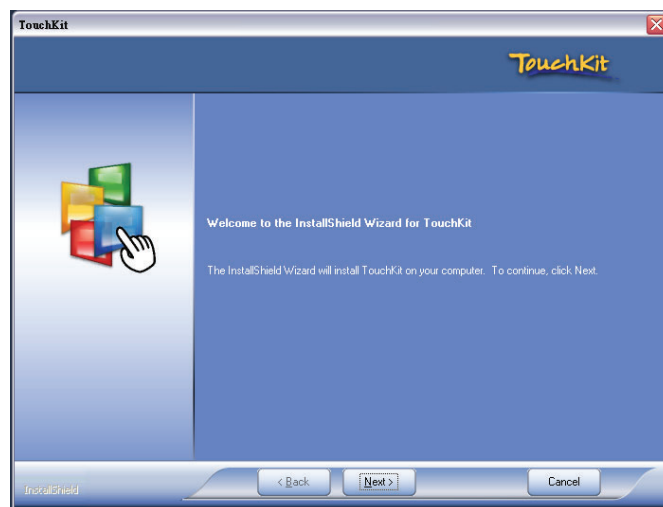 TouchKit
TouchKit
Welcome to the InstallShield Wizard for TouchKit
The InstallShield Wizard will install TouchKit on your computer. To continue, click Next.
InstallShield
< Back
Next >
Cancel